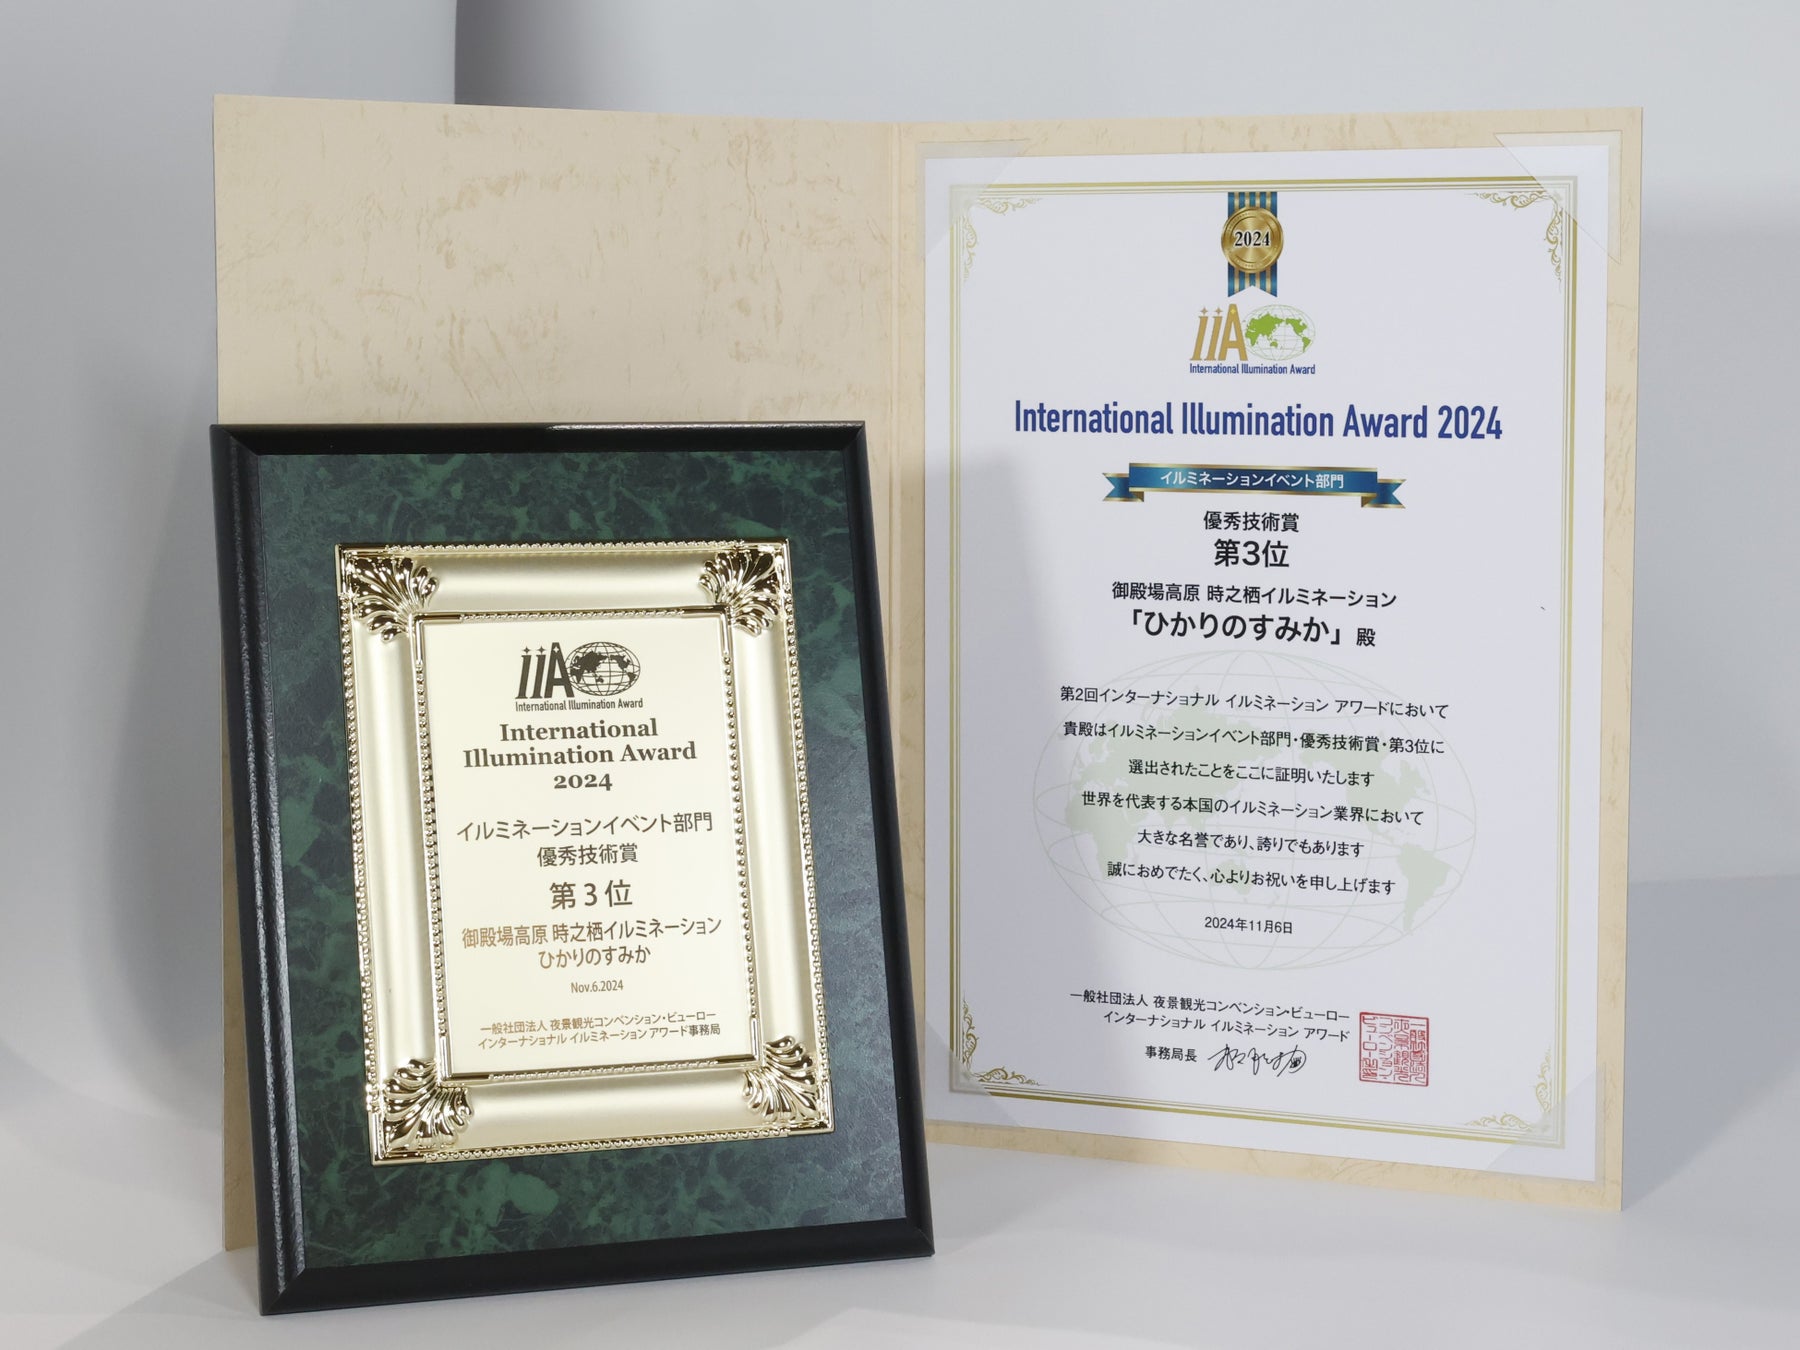 iiA
International Illumination Award
International
Illumination Award
2024
イルミネーションイベント部門
優秀技術賞
第3位
御殿場高原 時之栖イルミネーション
ひかりのすみか
Nov.6.2024
一般社団法人 夜景観光コンベンション・ビューロー
インターナショナル イルミネーション アワード事務局
2024
iiA
International Illumination Award
International Illumination Award 2024
イルミネーションイベント部門
優秀技術賞
第3位
御殿場高原 時之栖イルミネーション
「ひかりのすみか」 殿
第2回インターナショナル イルミネーション アワードにおいて
貴殿はイルミネーションイベント部門・優秀技術賞・第3位に
選出されたことをここに証明いたします
世界を代表する本国のイルミネーション業界において
大きな名誉であり、誇りでもあります
誠におめでたく、心よりお祝いを申し上げます
2024年11月6日
一般社団法人 夜景観光コンベンション・ビューロー
インターナショナル イルミネーション アワード
事務局長